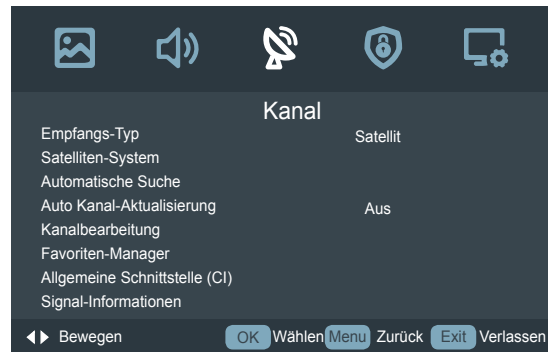 Kanal
Empfangs-Typ Satellit
Satelliten-System
Automatische Suche
Auto Kanal-Aktualisierung Aus
Kanalbearbeitung
Favoriten-Manager
Allgemeine Schnittstelle (CI)
Signal-Informationen
Bewegen OK Wählen Menu Zurück Exit Verlassen